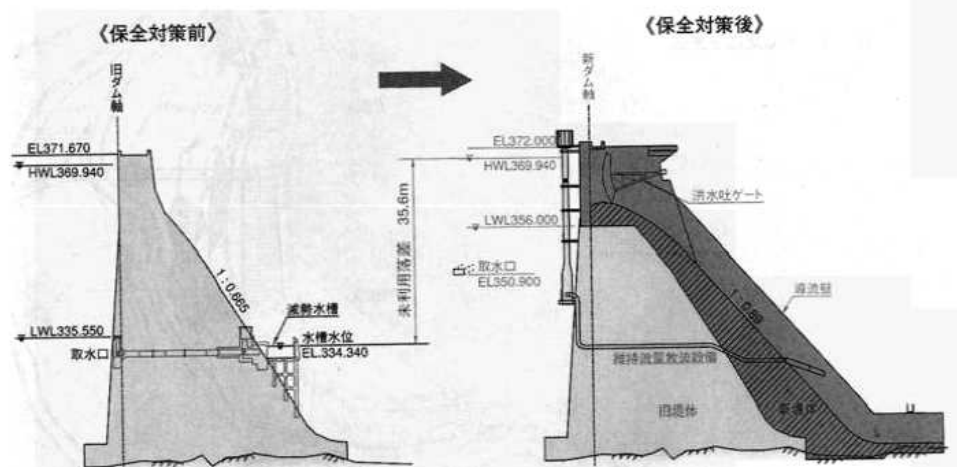 《保全対策前》
旧ダム軸
EL371.670
HWL369.940
1:0.665
未利用落差 35.6m
減勢水槽
LWL335.550
水槽水位
取水口
EL.334.340
《保全対策後》
新ダム軸
EL372.000
HWL369.940
洪水吐ゲート
LWL356.000
取水口
EL350.900
導流壁
維持流量放流設備
旧堤体
新堤体